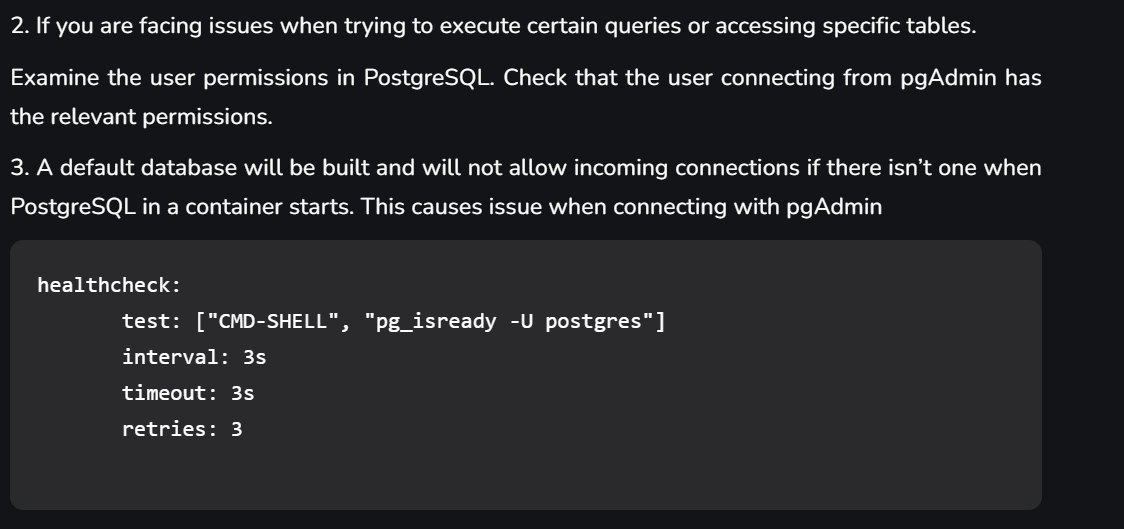 2. If you are facing issues when trying to execute certain queries or accessing specific tables.
Examine the user permissions in PostgreSQL. Check that the user connecting from pgAdmin has
the relevant permissions.
3. A default database will be built and will not allow incoming connections if there isn’t one when
PostgreSQL in a container starts. This causes issue when connecting with pgAdmin
healthcheck:
       test: ["CMD-SHELL", "pg_isready -U postgres"]
       interval: 3s
       timeout: 3s
       retries: 3